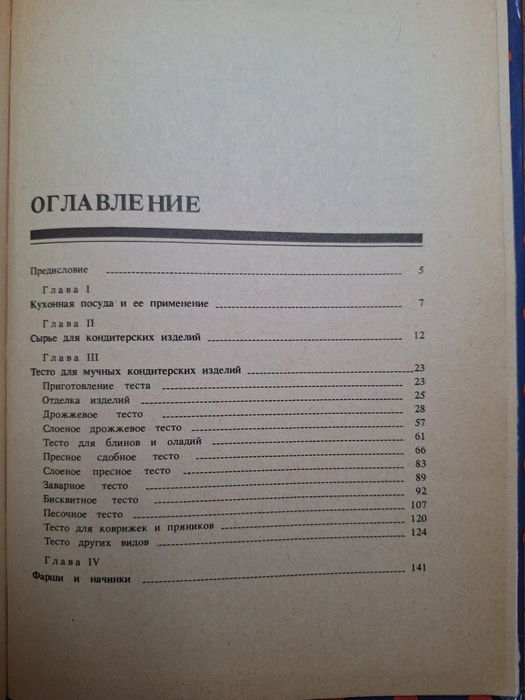 ОГЛАВЛЕНИЕ
Предисловие 5
Глава I
Кухонная посуда и ее применение 7
Глава II
Сырье для кондитерских изделий 12
Глава III
Тесто для мучных кондитерских изделий 23
Приготовление теста 23
Отделка изделий 25
Дрожжевое тесто 28
Слоеное дрожжевое тесто 57
Тесто для блинов и оладий 61
Пресное сдобное тесто 66
Слоеное пресное тесто 83
Заварное тесто 89
Бисквитное тесто 92
Песочное тесто 107
Тесто для коврижек и пряников 120
Тесто других видов 124
Глава IV
Фарши и начинки 141